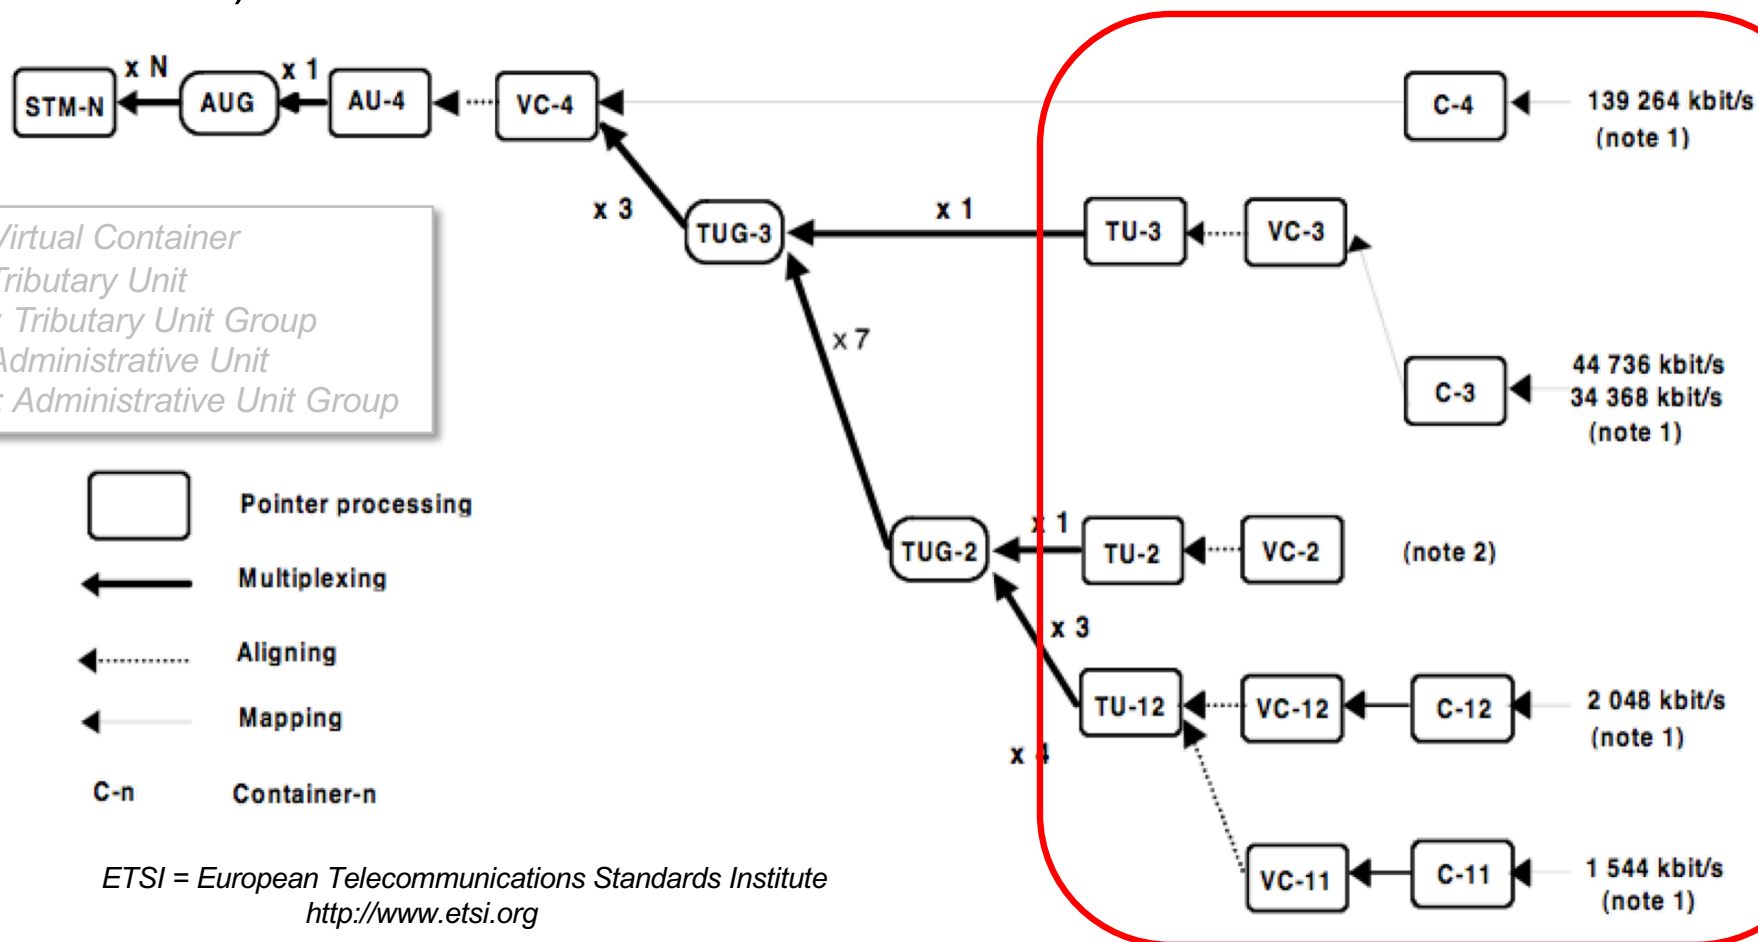 x N
x 1
STM-N
AUG
AU-4
VC-4
C-4
139 264 kbit/s
(note 1)
x 3
x 1
TUG-3
TU-3
VC-3
Virtual Container
Tributary Unit
: Tributary Unit Group
Administrative Unit
: Administrative Unit Group
x 7
C-3
44 736 kbit/s
34 368 kbit/s
(note 1)
Pointer processing
x 1
TUG-2
TU-2
VC-2
(note 2)
Multiplexing
x 3
Aligning
TU-12
VC-12
C-12
2 048 kbit/s
(note 1)
Mapping
x 4
C-n Container-n
VC-11
C-11
1 544 kbit/s
(note 1)
ETSI = European Telecommunications Standards Institute
http://www.etsi.org